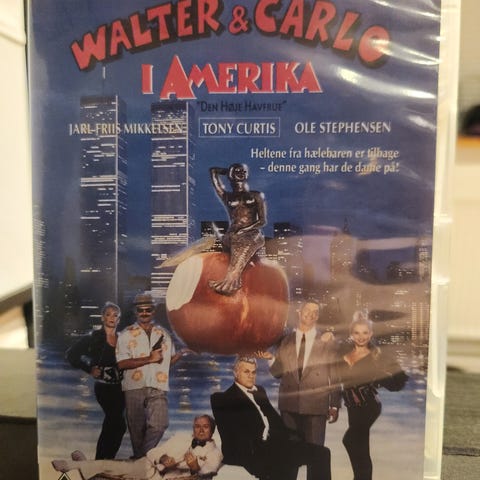 WALTER & CARLO
I AMERIKA
"DEN HØJE HAVFRUE"
JARL FRIIS MIKKELSEN TONY CURTIS OLE STEPHENSEN
Heltene fra hælebaren er tilbage
- denne gang har de dame på!